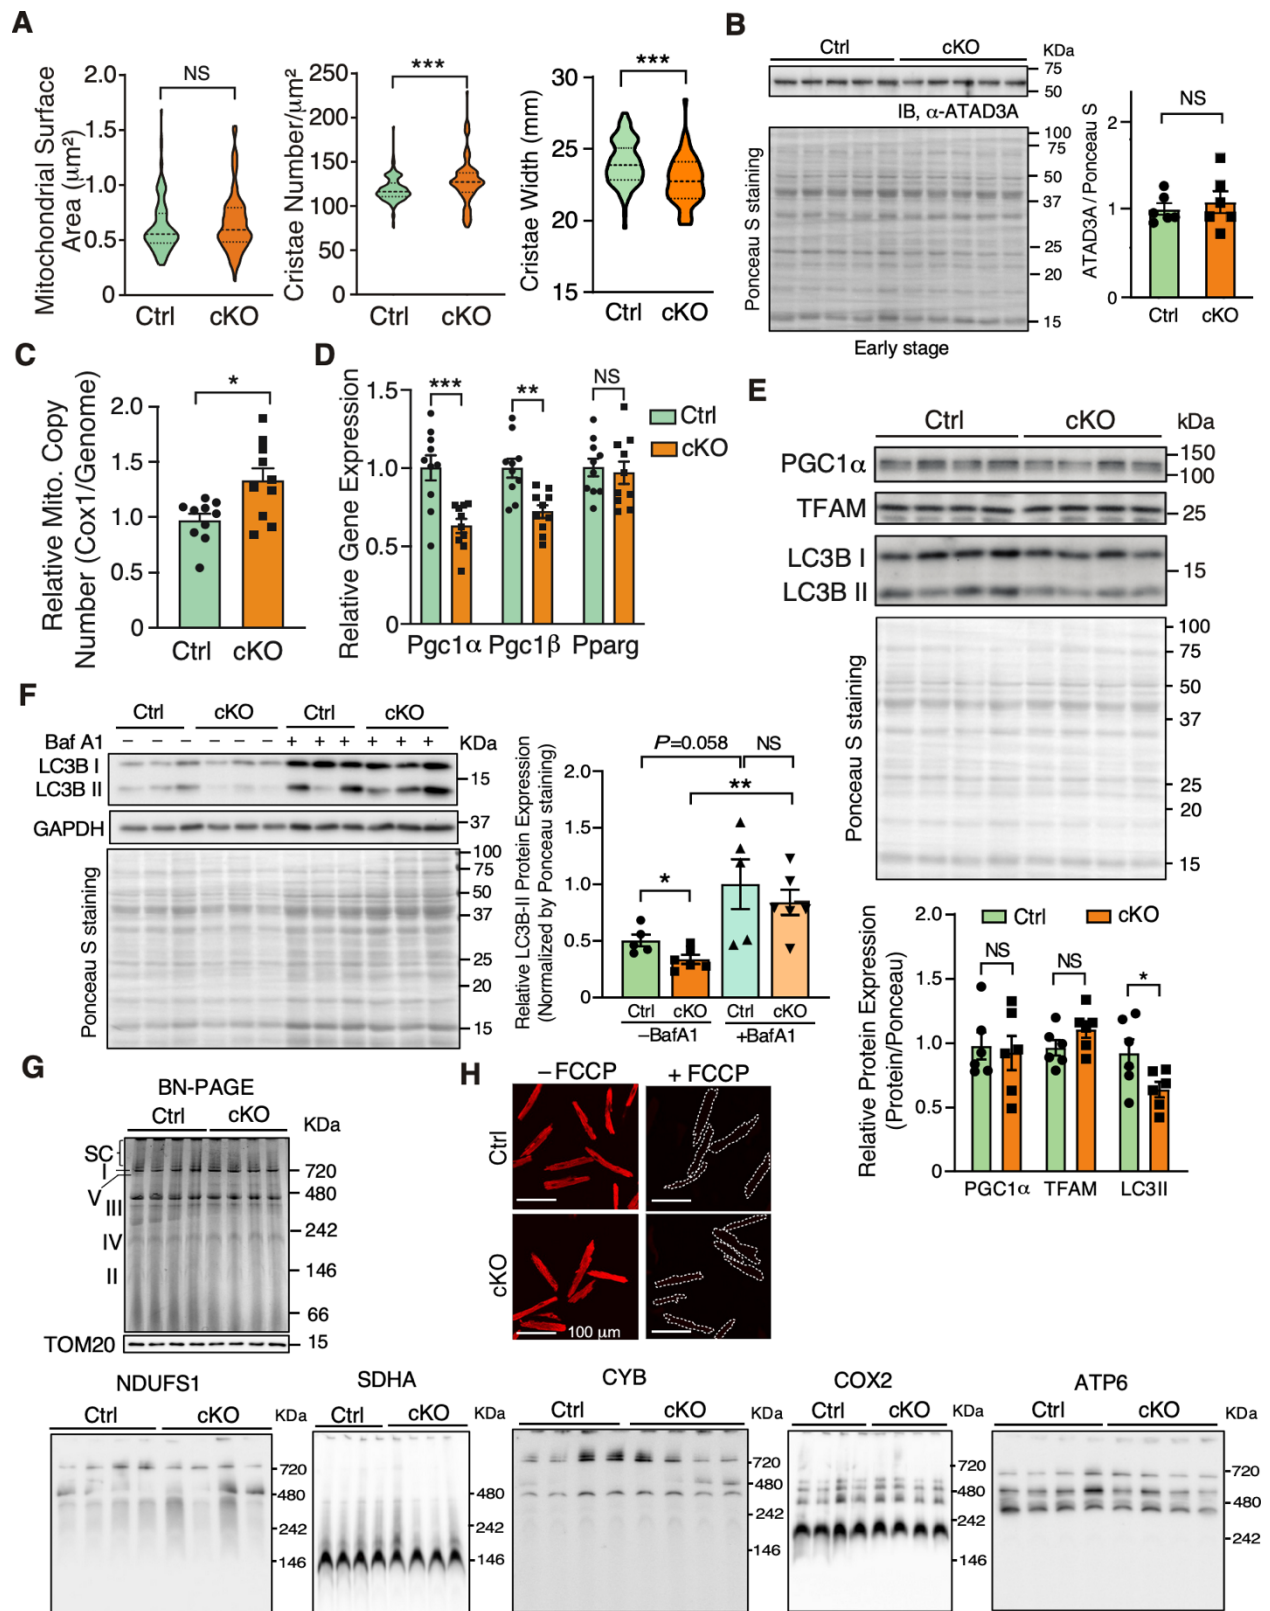 A
Mitochondrial Surface
Area (μm²)
2.0
1.5
1.0
0.5
0
NS
Ctrl
cKO
Cristae Number/μm²
250
200
150
100
50
0
***
Ctrl
cKO
Cristae Width (mm)
30
25
20
15
***
Ctrl
cKO
B
Ctrl
cKO
KDa
75
50
IB, α-ATAD3A
Ponceau S staining
100
75
50
37
25
20
15
Early stage
ATAD3A / Ponceau S
2
1
0
NS
Ctrl
cKO
C
Relative Mito. Copy
Number (Cox1/Genome)
2.0
1.5
1.0
0.5
0
*
Ctrl
cKO
D
Relative Gene Expression
1.5
1.0
0.5
0
***
**
NS
Ctrl
cKO
Pgc1α
Pgc1β
Pparg
E
Ctrl
cKO
kDa
PGC1α
150
100
TFAM
25
LC3B I
15
LC3B II
Ponceau S staining
100
75
50
37
25
20
15
Relative Protein Expression
(Protein/Ponceau)
2.0
1.5
1.0
0.5
0
Ctrl
cKO
NS
NS
*
PGC1α
TFAM
LC3II
F
Ctrl
cKO
Ctrl
cKO
Baf A1
− − − − − − + + + + + +
KDa
LC3B I
15
LC3B II
GAPDH
37
Ponceau S staining
100
75
50
37
25
20
15
Relative LC3B-II Protein Expression
(Normalized by Ponceau staining)
2.0
1.5
1.0
0.5
0
P=0.058
NS
**
*
Ctrl
cKO
Ctrl
cKO
−BafA1
+BafA1
G
BN-PAGE
Ctrl
cKO
KDa
SC
I
V
III
IV
II
720
480
242
146
66
TOM20
15
H
− FCCP
+ FCCP
Ctrl
cKO
100 μm
NDUFS1
Ctrl
cKO
KDa
720
480
242
146
SDHA
Ctrl
cKO
KDa
480
242
146
CYB
Ctrl
cKO
KDa
720
480
242
146
COX2
Ctrl
cKO
KDa
720
480
242
146
ATP6
Ctrl
cKO
KDa
720
480
242